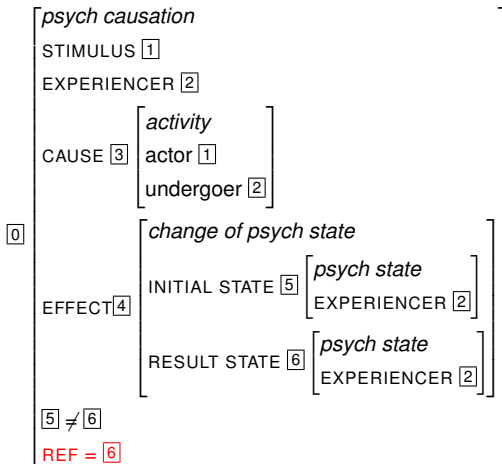 psych causation
STIMULUS 1
EXPERIENCER 2
activity
CAUSE 3 actor 1
undergoer 2
0
change of psych state
psych state
INITIAL STATE 5
EXPERIENCER 2
EFFECT 4
psych state
RESULT STATE 6
EXPERIENCER 2
5 ≠ 6
REF = 6